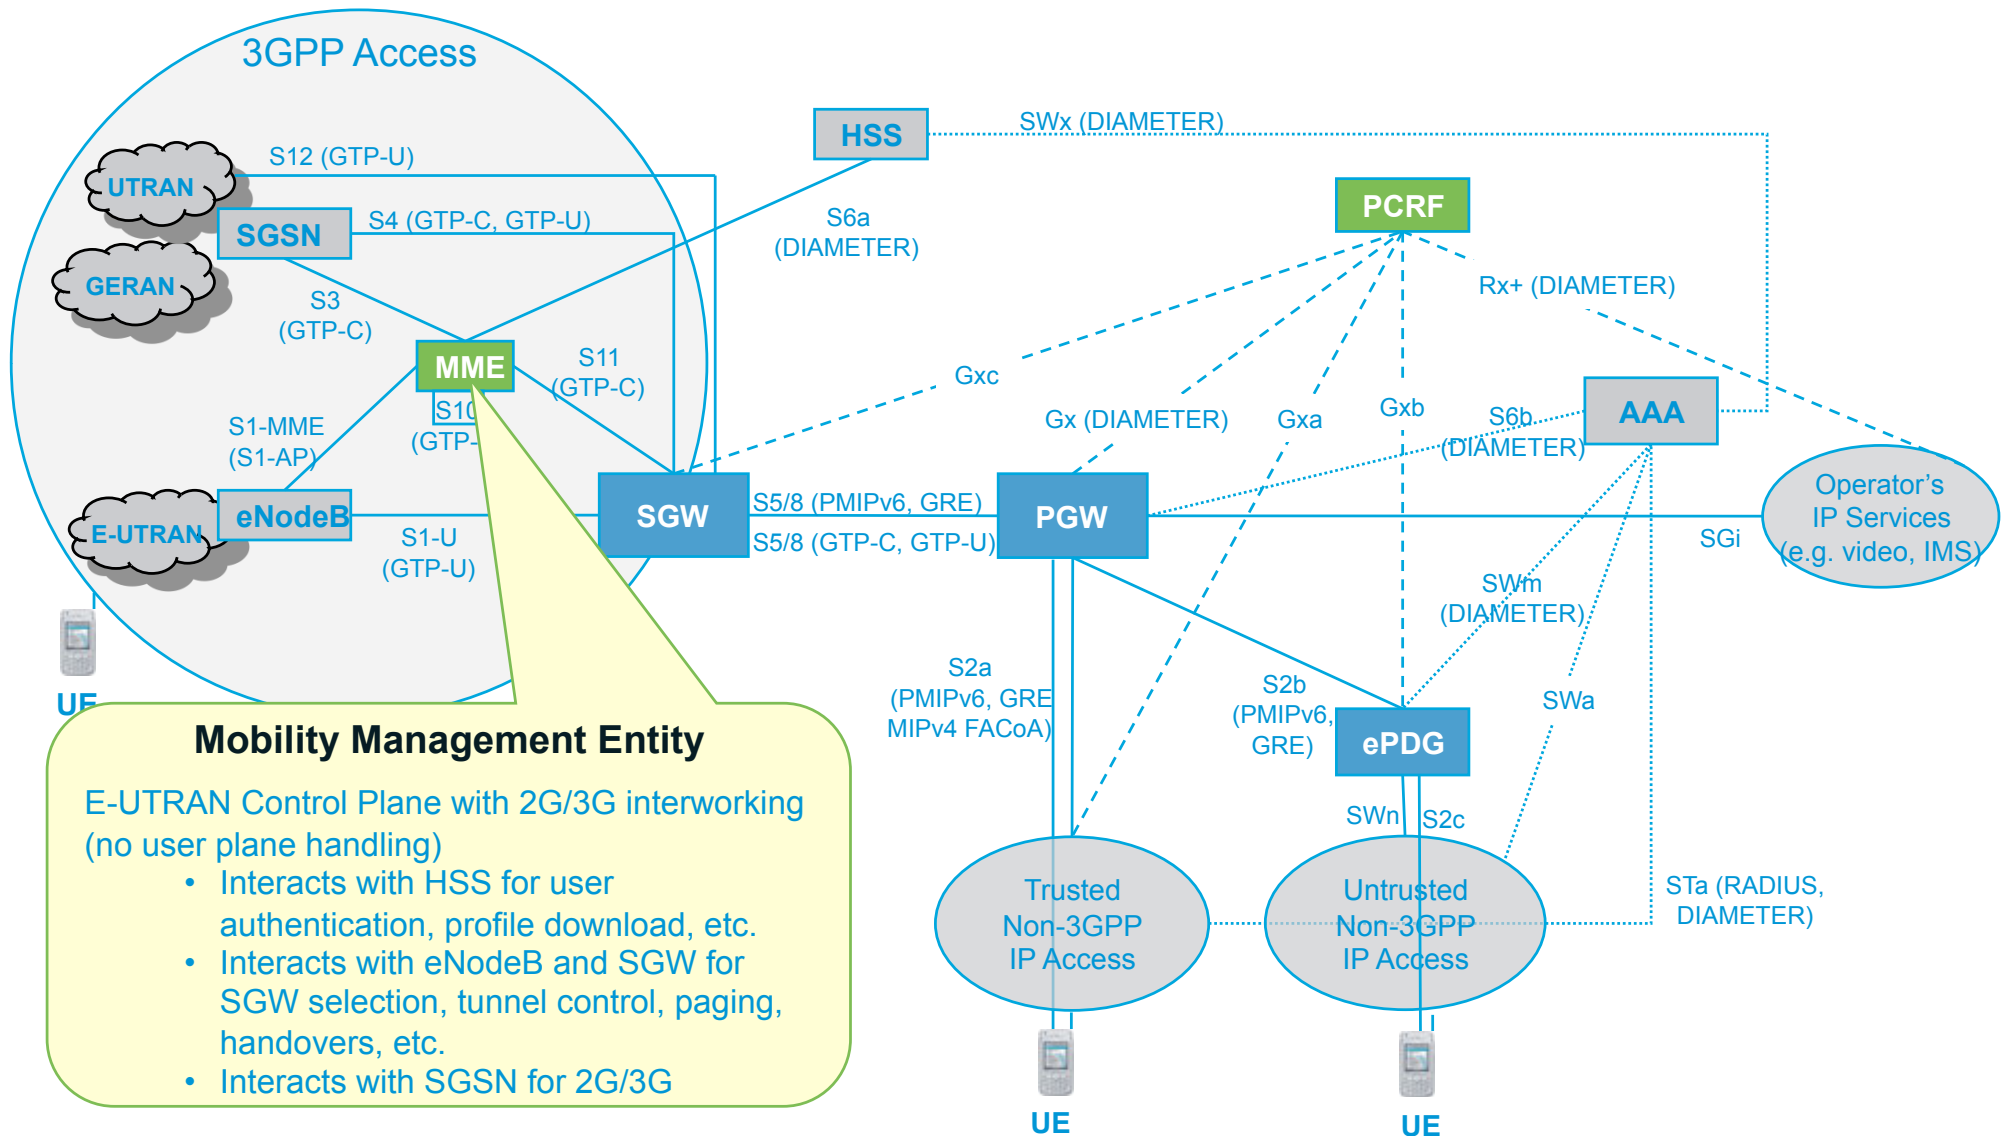 3GPP Access
HSS
SWx (DIAMETER)
S12 (GTP-U)
UTRAN
PCRF
S4 (GTP-C, GTP-U)
SGSN
S6a
(DIAMETER)
GERAN
S3
(GTP-C)
Rx+ (DIAMETER)
MME
S11
(GTP-C)
Gxc
S10
(GTP-
S1-MME
(S1-AP)
Gx (DIAMETER)
Gxa
Gxb
S6b
(DIAMETER)
AAA
E-UTRAN
eNodeB
S1-U
(GTP-U)
SGW
S5/8 (PMIPv6, GRE)
S5/8 (GTP-C, GTP-U)
PGW
SGi
Operator's
IP Services
(e.g. video, IMS)
SWm
(DIAMETER)
UE
S2a
(PMIPv6, GRE
MIPv4 FACoA)
S2b
(PMIPv6,
GRE)
SWa
ePDG
SWn
S2c
Mobility Management Entity
E-UTRAN Control Plane with 2G/3G interworking
(no user plane handling)
• Interacts with HSS for user
authentication, profile download, etc.
• Interacts with eNodeB and SGW for
SGW selection, tunnel control, paging,
handovers, etc.
• Interacts with SGSN for 2G/3G
Trusted
Non-3GPP
IP Access
Untrusted
Non-3GPP
IP Access
STa (RADIUS,
DIAMETER)
UE
UE